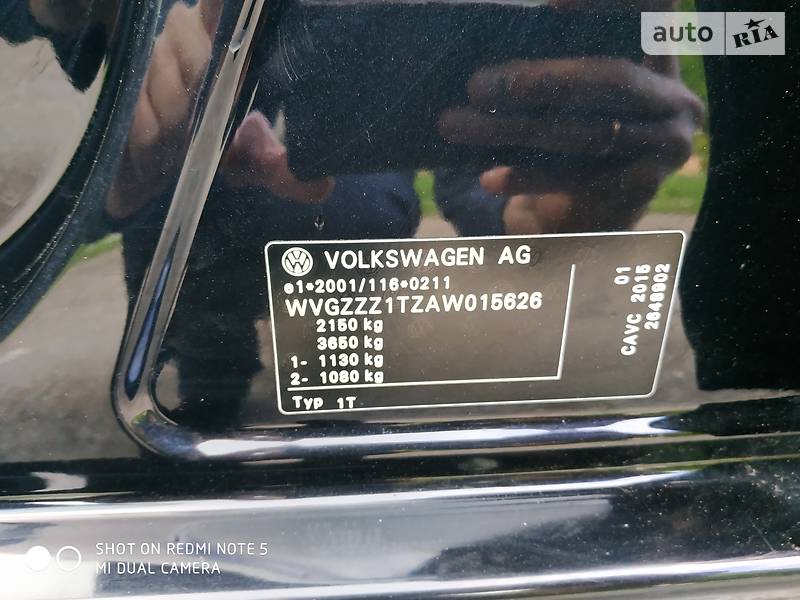 auto RIA
VOLKSWAGEN AG
e1*2001/116*0211
WVGZZZ1TZAW015626
2150 kg
3650 kg
1- 1130 kg
2- 1080 kg
Typ 1T
01
CAVC 2015
2648902
SHOT ON REDMI NOTE 5
MI DUAL CAMERA